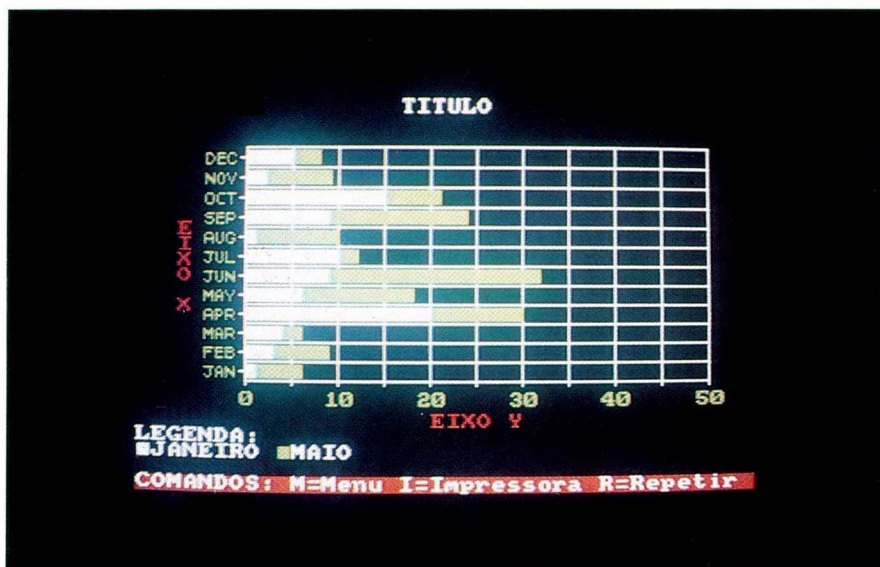 TITULO
DEC
NOV
OCT
SEP
AUG
JUL
JUN
MAY
APR
MAR
FEB
JAN
EIXO X
0 10 20 30 40 50
EIXO Y
LEGENDA:
JANEIRO MAIO
COMANDOS: M=Menu I=Impressora R=Repetir